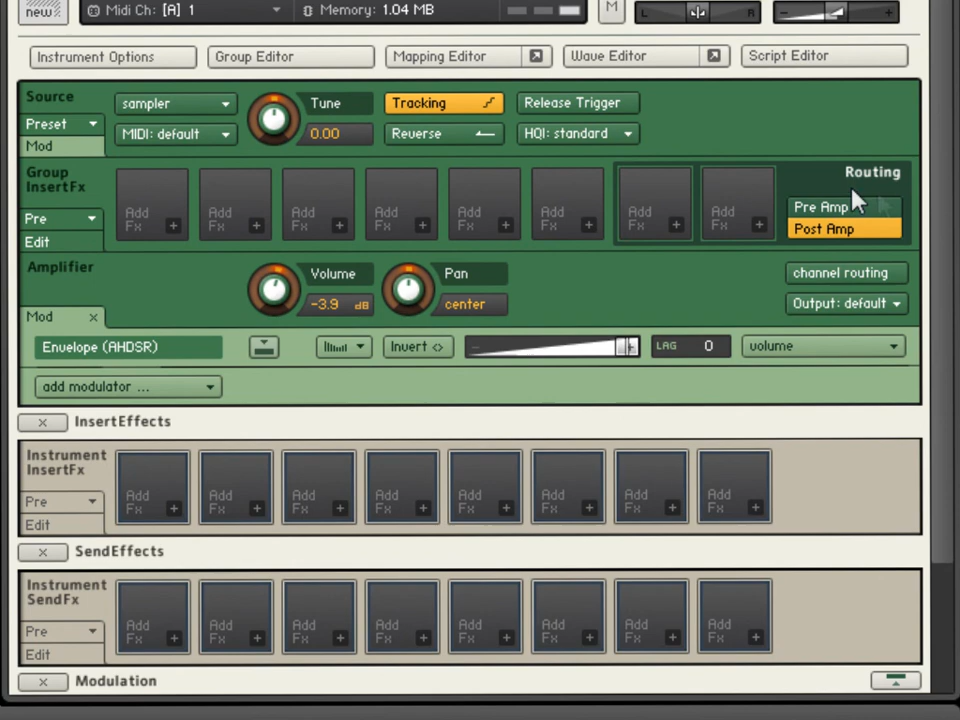 new Midi Ch: [A] 1 Memory: 1.04 MB M L R - +
Instrument Options Group Editor Mapping Editor Wave Editor Script Editor
Source
Preset
Mod
sampler
MIDI: default
Tune
0.00
Tracking
Reverse
Release Trigger
HQI: standard
Group
InsertFx
Pre
Edit
Add Fx +
Add Fx +
Add Fx +
Add Fx +
Add Fx +
Add Fx +
Add Fx +
Add Fx +
Routing
Pre Amp
Post Amp
Amplifier
Mod x
Volume
-3.9 dB
Pan
center
channel routing
Output: default
Envelope (AHDSR) Invert <> LAG 0 volume
add modulator ...
x InsertEffects
Instrument
InsertFx
Pre
Edit
Add Fx +
Add Fx +
Add Fx +
Add Fx +
Add Fx +
Add Fx +
Add Fx +
Add Fx +
x SendEffects
Instrument
SendFx
Pre
Edit
Add Fx +
Add Fx +
Add Fx +
Add Fx +
Add Fx +
Add Fx +
Add Fx +
Add Fx +
x Modulation